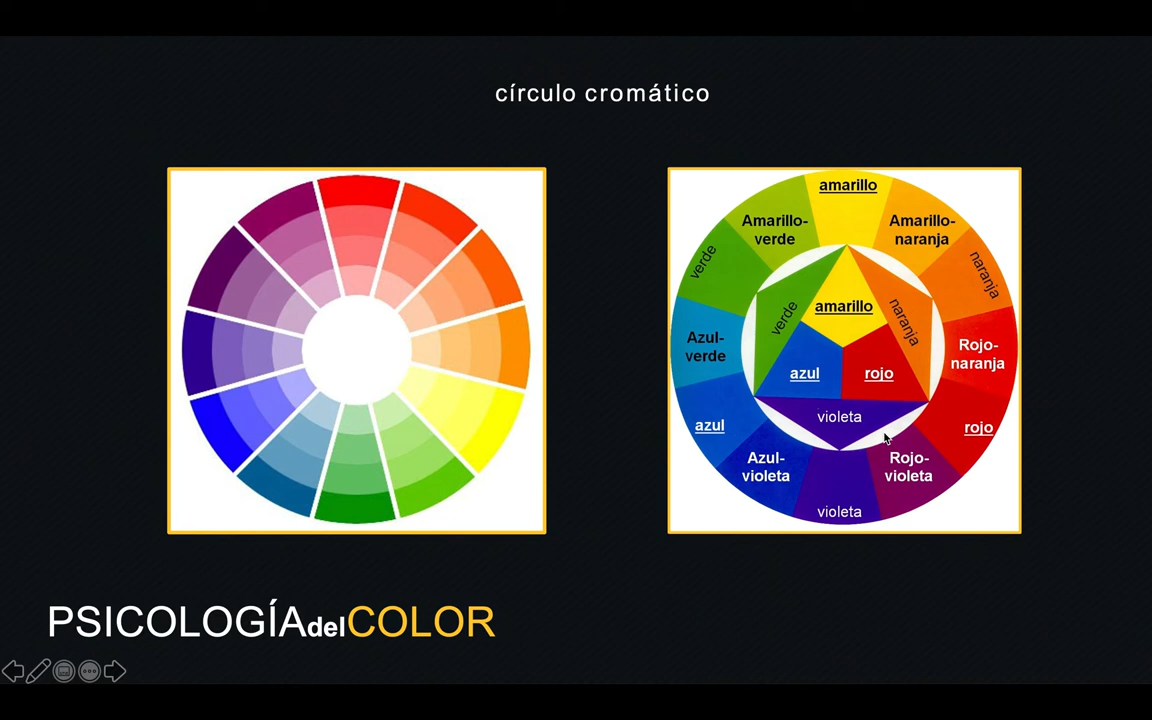 círculo cromático
amarillo
Amarillo-
verde
Amarillo-
naranja
verde
naranja
amarillo
verde
naranja
Azul-
verde
Rojo-
naranja
azul
rojo
violeta
azul
rojo
Azul-
violeta
Rojo-
violeta
violeta
PSICOLOGÍAdelCOLOR